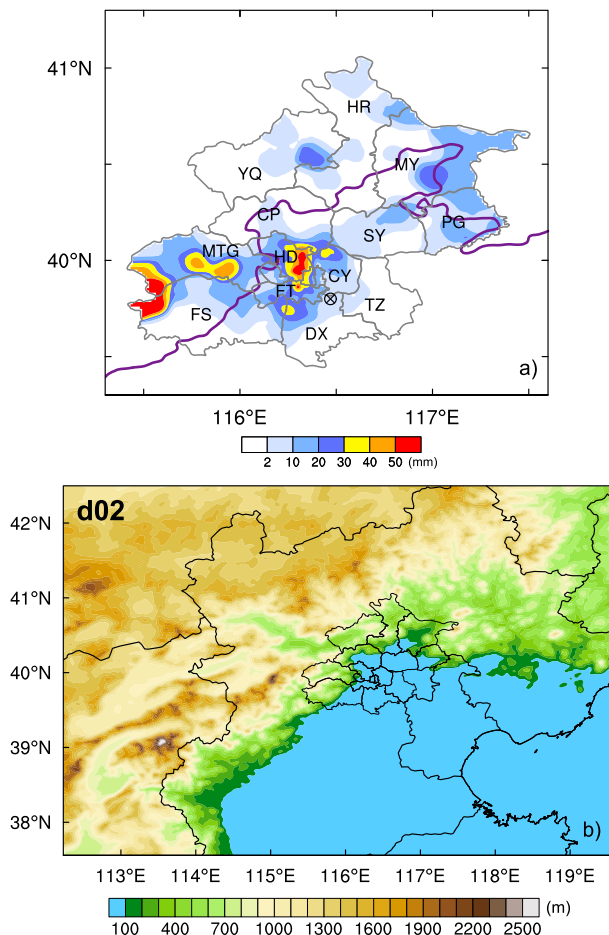 41°N
40°N
HR
YQ
MY
CP
PG
SY
MTG
HD
CY
FT
TZ
FS
DX
a)
116°E 117°E
2 10 20 30 40 50 (mm)
d02
42°N
41°N
40°N
39°N
38°N
b)
113°E 114°E 115°E 116°E 117°E 118°E 119°E
100 400 700 1000 1300 1600 1900 2200 2500 (m)